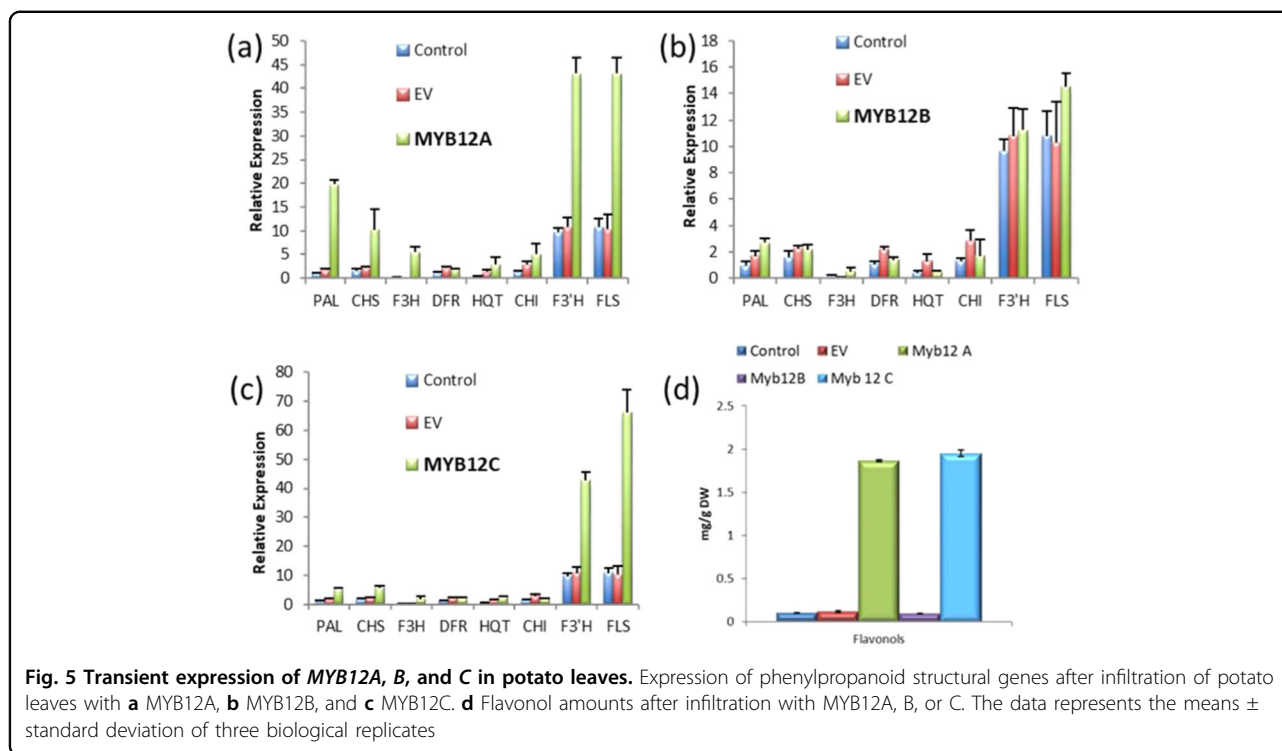 (a)
Relative Expression
50
45
40
35
30
25
20
15
10
5
0
Control
EV
MYB12A
PAL CHS F3H DFR HQT CHI F3'H FLS
(b)
Relative Expression
18
16
14
12
10
8
6
4
2
0
Control
EV
MYB12B
PAL CHS F3H DFR HQT CHI F3'H FLS
(c)
Relative Expression
80
70
60
50
40
30
20
10
0
Control
EV
MYB12C
PAL CHS F3H DFR HQT CHI F3'H FLS
Control EV Myb12 A
Myb12B Myb 12 C
(d)
mg/g DW
2.5
2
1.5
1
0.5
0
Flavonols
Fig. 5 Transient expression of MYB12A, B, and C in potato leaves. Expression of phenylpropanoid structural genes after infiltration of potato
leaves with a MYB12A, b MYB12B, and c MYB12C. d Flavonol amounts after infiltration with MYB12A, B, or C. The data represents the means ±
standard deviation of three biological replicates